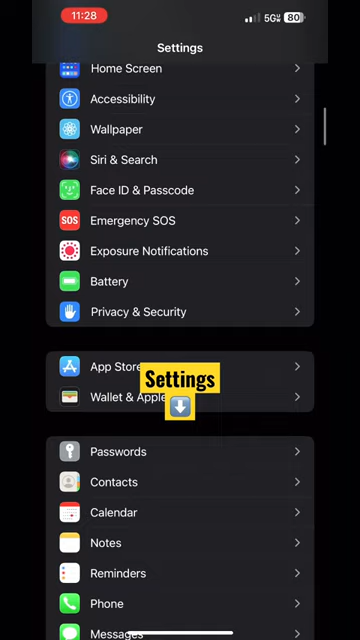 11:28
5G
80
Settings
Home Screen
Accessibility
Wallpaper
Siri & Search
Face ID & Passcode
SOS
Emergency SOS
Exposure Notifications
Battery
Privacy & Security
App Store
Settings
Wallet & Apple
Passwords
Contacts
Calendar
Notes
Reminders
Phone
Messages